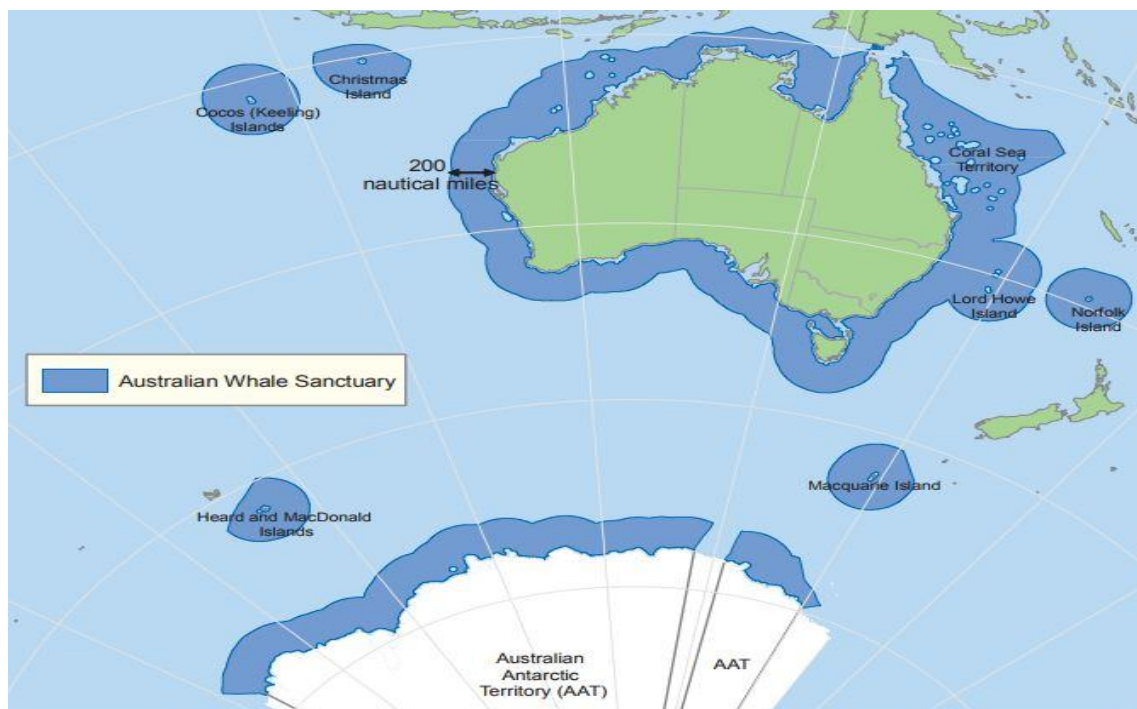 Christmas
Island
Cocos (Keeling)
Islands
200
nautical miles
Coral Sea
Territory
Lord Howe
Island
Norfolk
Island
Australian Whale Sanctuary
Macquarie Island
Heard and MacDonald
Islands
Australian
Antarctic
Territory (AAT)
AAT